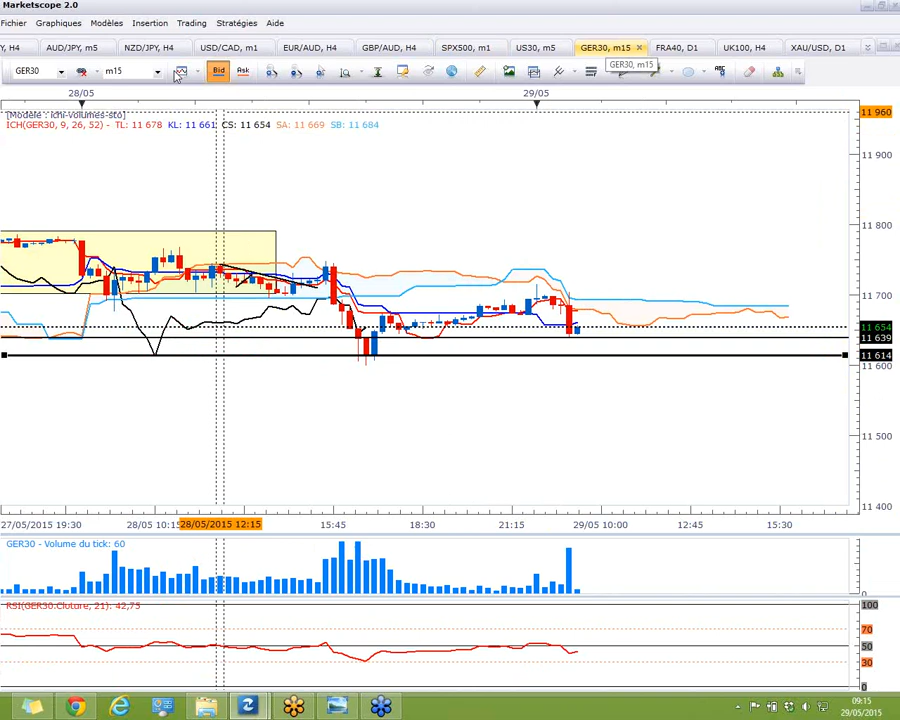 Marketscope 2.0
Fichier Graphiques Modèles Insertion Trading Stratégies Aide
Y, H4 AUD/JPY, m5 NZD/JPY, H4 USD/CAD, m1 EUR/AUD, H4 GBP/AUD, H4 SPX500, m1 US30, m5 GER30, m15 FRA40, D1 UK100, H4 XAU/USD, D1
GER30 m15 Bid Ask GER30, m15
28/05 29/05
[Modèle : ichi-volumes-sto]
ICH(GER30, 9, 26, 52) - TL: 11 678 KL: 11 661 CS: 11 654 SA: 11 669 SB: 11 684
11 960
11 900
11 800
11 700
11 654
11 639
11 614
11 600
11 500
11 400
27/05/2015 19:30 28/05 10:15 28/05/2015 12:15 15:45 18:30 21:15 29/05 10:00 12:45 15:30
GER30 - Volume du tick: 60
0
RSI(GER30.Cloture, 21): 42,75
100
70
50
30
0
09:15
29/05/2015